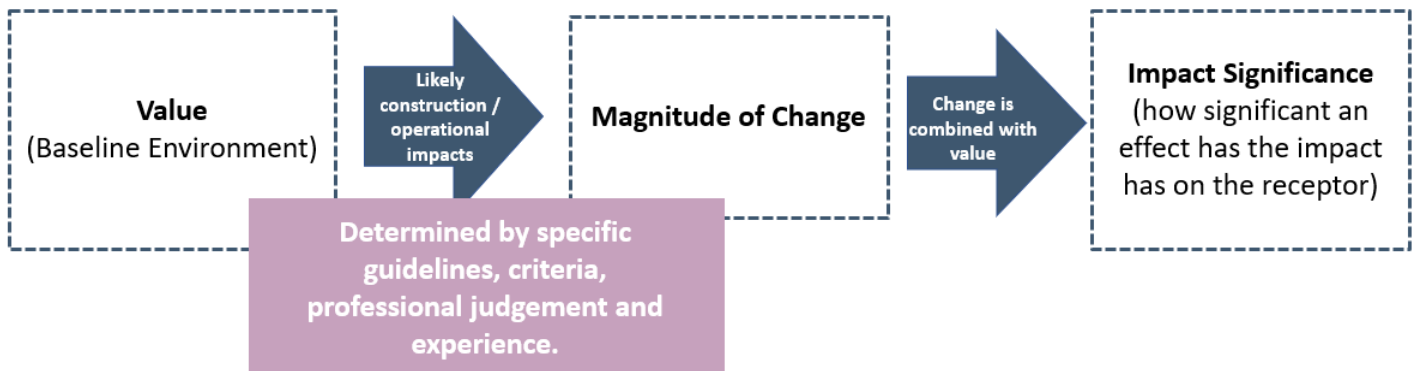 Value
(Baseline Environment)
Likely
construction /
operational
impacts
Magnitude of Change
Change is
combined with
value
Impact Significance
(how significant an
effect has the impact
has on the receptor)
Determined by specific
guidelines, criteria,
professional judgement and
experience.